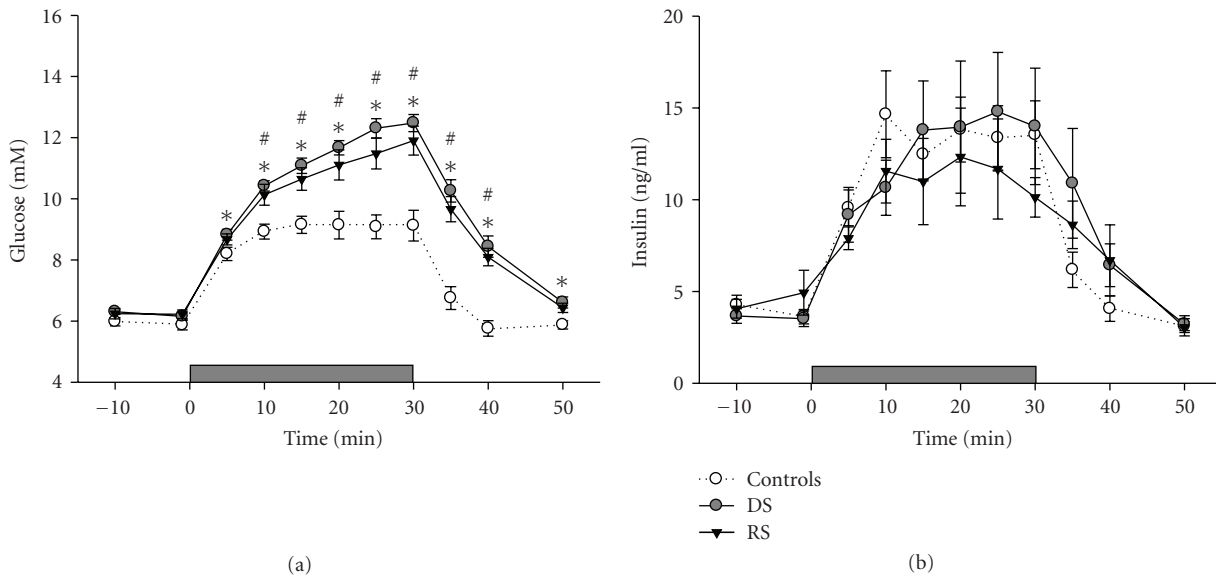 16
14
12
10
8
6
4
Glucose (mM)
# # # # #
* * * * * * # * # * *
−10 0 10 20 30 40 50
Time (min)
(a)
20
15
10
5
0
Insulin (ng/ml)
−10 0 10 20 30 40 50
Time (min)
Controls
DS
RS
(b)